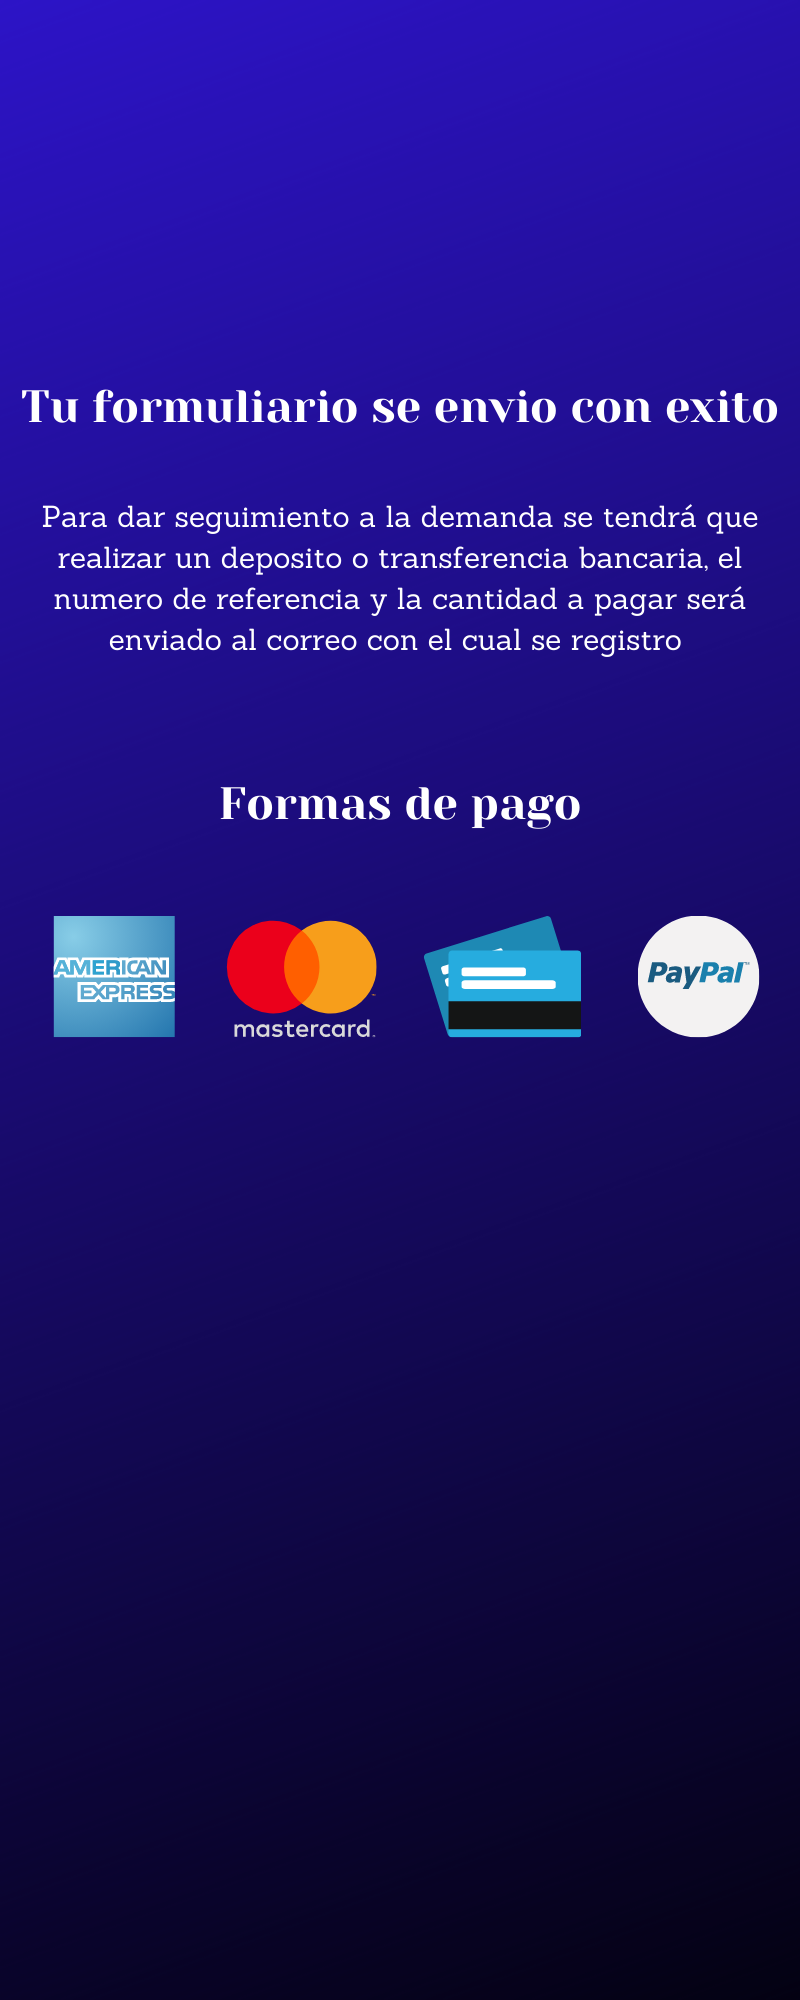 Tu formuliario se envio con exito
Para dar seguimiento a la demanda se tendrá que
realizar un deposito o transferencia bancaria, el
numero de referencia y la cantidad a pagar será
enviado al correo con el cual se registro
Formas de pago
AMERICAN
EXPRESS
mastercard.
PayPal